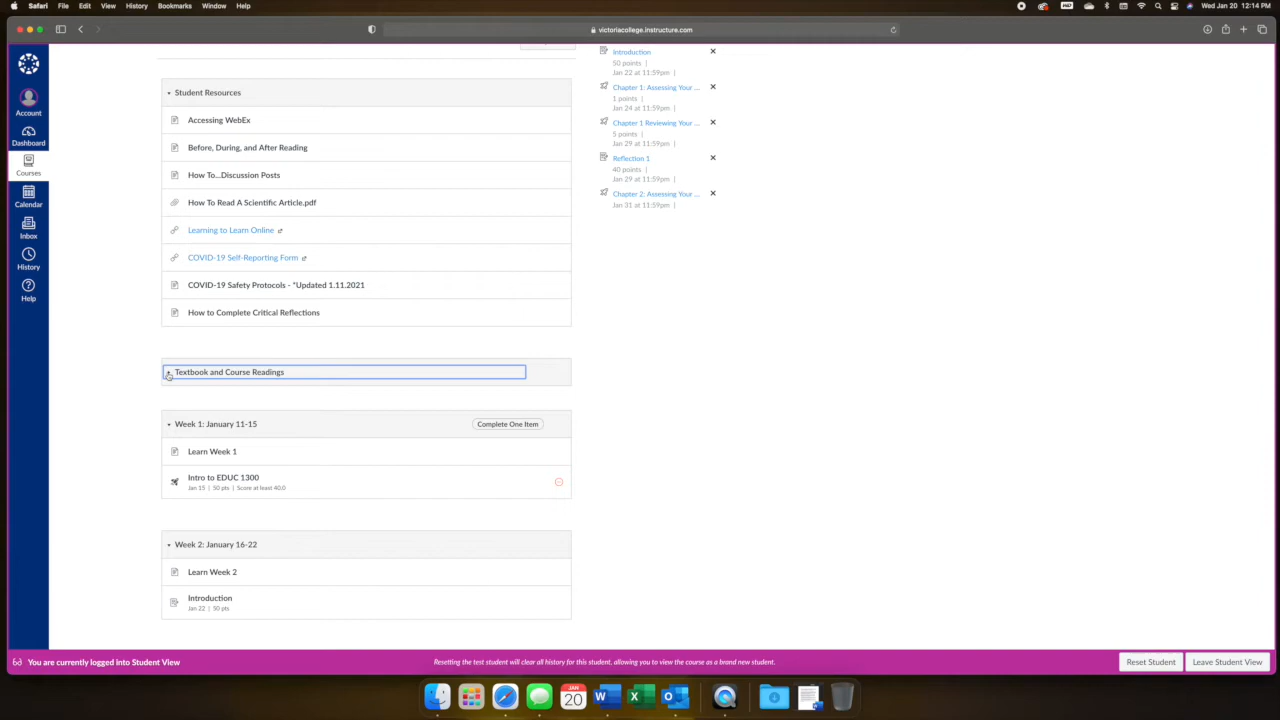 Safari File Edit View History Bookmarks Window Help
Wed Jan 20 12:14 PM
victoriacollege.instructure.com
Account
Dashboard
Courses
Calendar
Inbox
History
Help
Student Resources
Accessing WebEx
Before, During, and After Reading
How To...Discussion Posts
How To Read A Scientific Article.pdf
Learning to Learn Online
COVID-19 Self-Reporting Form
COVID-19 Safety Protocols - *Updated 1.11.2021
How to Complete Critical Reflections
Textbook and Course Readings
Week 1: January 11-15
Complete One Item
Learn Week 1
Intro to EDUC 1300
Jan 15 | 50 pts | Score at least 40.0
Week 2: January 16-22
Learn Week 2
Introduction
Jan 22 | 50 pts
Introduction
50 points |
Jan 22 at 11:59pm |
Chapter 1: Assessing Your ...
1 points |
Jan 24 at 11:59pm |
Chapter 1 Reviewing Your ...
5 points |
Jan 29 at 11:59pm |
Reflection 1
40 points |
Jan 29 at 11:59pm |
Chapter 2: Assessing Your ...
Jan 31 at 11:59pm |
You are currently logged into Student View
Resetting the test student will clear all history for this student, allowing you to view the course as a brand new student.
Reset Student
Leave Student View
JAN
20